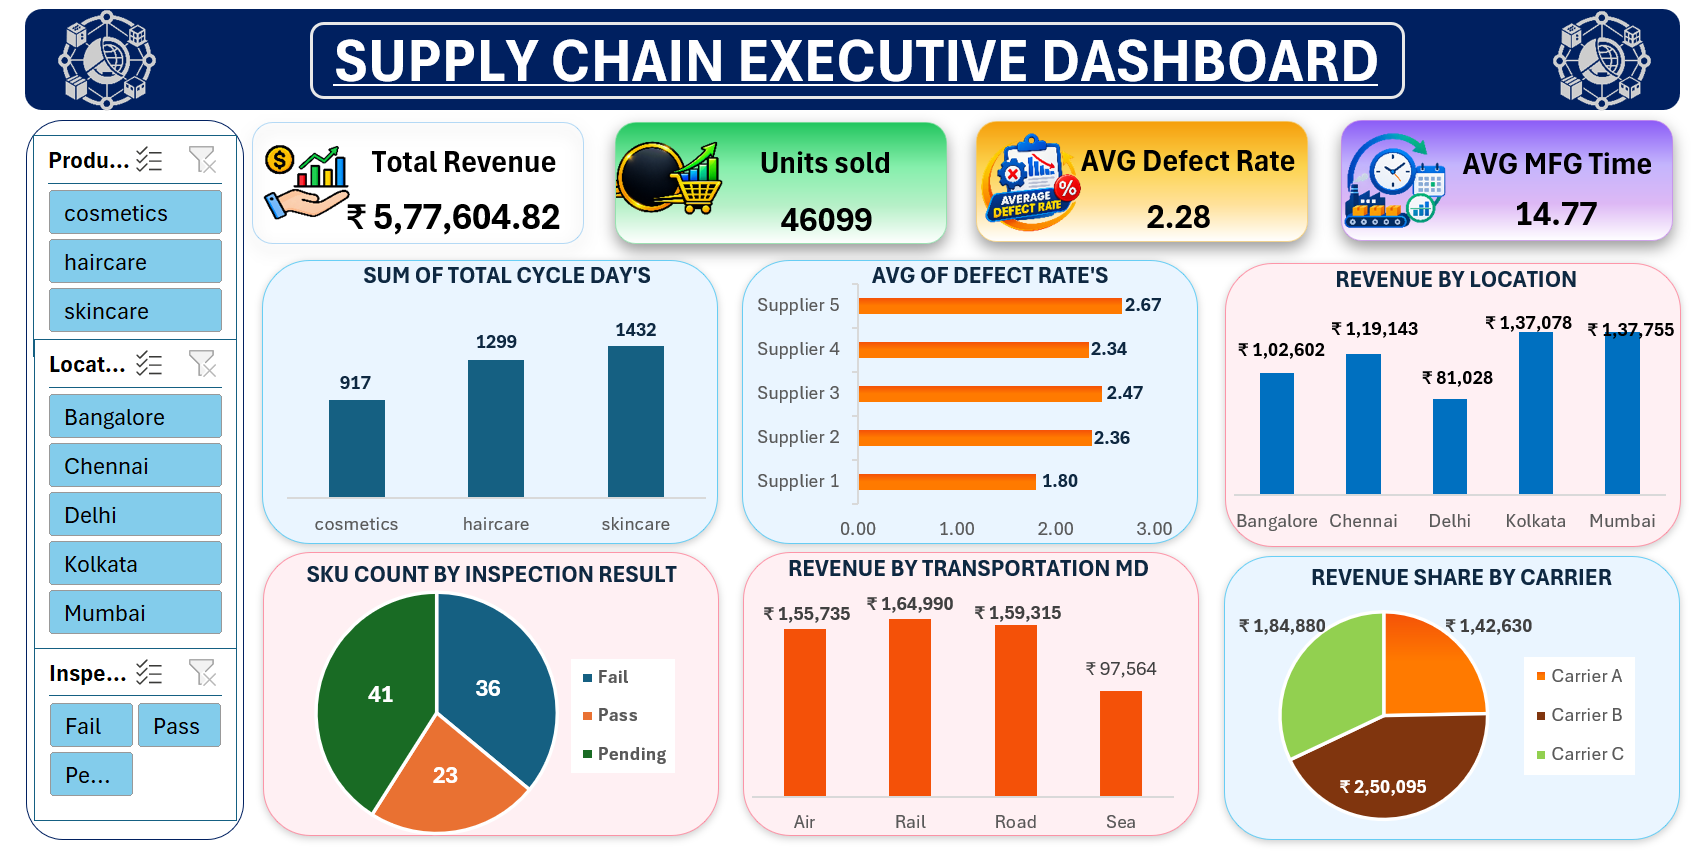 SUPPLY CHAIN EXECUTIVE DASHBOARD
Produ...
cosmetics
haircare
skincare
Locat...
Bangalore
Chennai
Delhi
Kolkata
Mumbai
Inspe...
Fail
Pass
Pe...
Total Revenue
₹ 5,77,604.82
Units sold
46099
AVERAGE
DEFECT RATE
%
AVG Defect Rate
2.28
AVG MFG Time
14.77
SUM OF TOTAL CYCLE DAY'S
917
1299
1432
cosmetics haircare skincare
AVG OF DEFECT RATE'S
Supplier 5 2.67
Supplier 4 2.34
Supplier 3 2.47
Supplier 2 2.36
Supplier 1 1.80
0.00 1.00 2.00 3.00
REVENUE BY LOCATION
₹ 1,02,602
₹ 1,19,143
₹ 81,028
₹ 1,37,078
₹ 1,37,755
Bangalore Chennai Delhi Kolkata Mumbai
SKU COUNT BY INSPECTION RESULT
41
36
23
Fail
Pass
Pending
REVENUE BY TRANSPORTATION MD
₹ 1,55,735
₹ 1,64,990
₹ 1,59,315
₹ 97,564
Air Rail Road Sea
REVENUE SHARE BY CARRIER
₹ 1,84,880
₹ 1,42,630
₹ 2,50,095
Carrier A
Carrier B
Carrier C